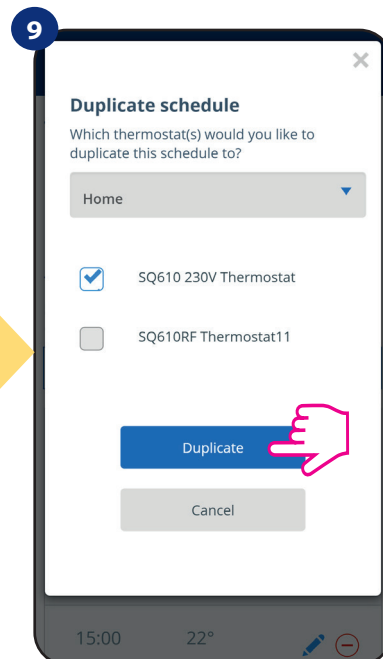 9
Duplicate schedule
Which thermostat(s) would you like to
duplicate this schedule to?
Home
SQ610 230V Thermostat
SQ610RF Thermostat11
Duplicate
Cancel
15:00 22°